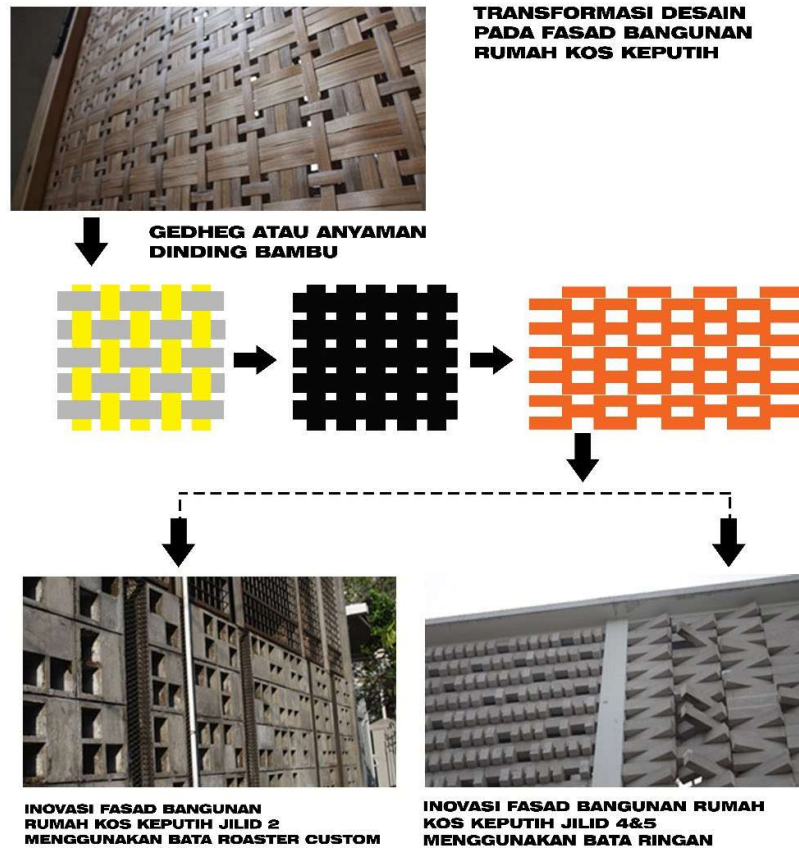 TRANSFORMASI DESAIN
PADA FASAD BANGUNAN
RUMAH KOS KEPUTIH
GEDHEG ATAU ANYAMAN
DINDING BAMBU
INOVASI FASAD BANGUNAN
RUMAH KOS KEPUTIH JILID 2
MENGGUNAKAN BATA ROASTER CUSTOM
INOVASI FASAD BANGUNAN RUMAH
KOS KEPUTIH JILID 4&5
MENGGUNAKAN BATA RINGAN